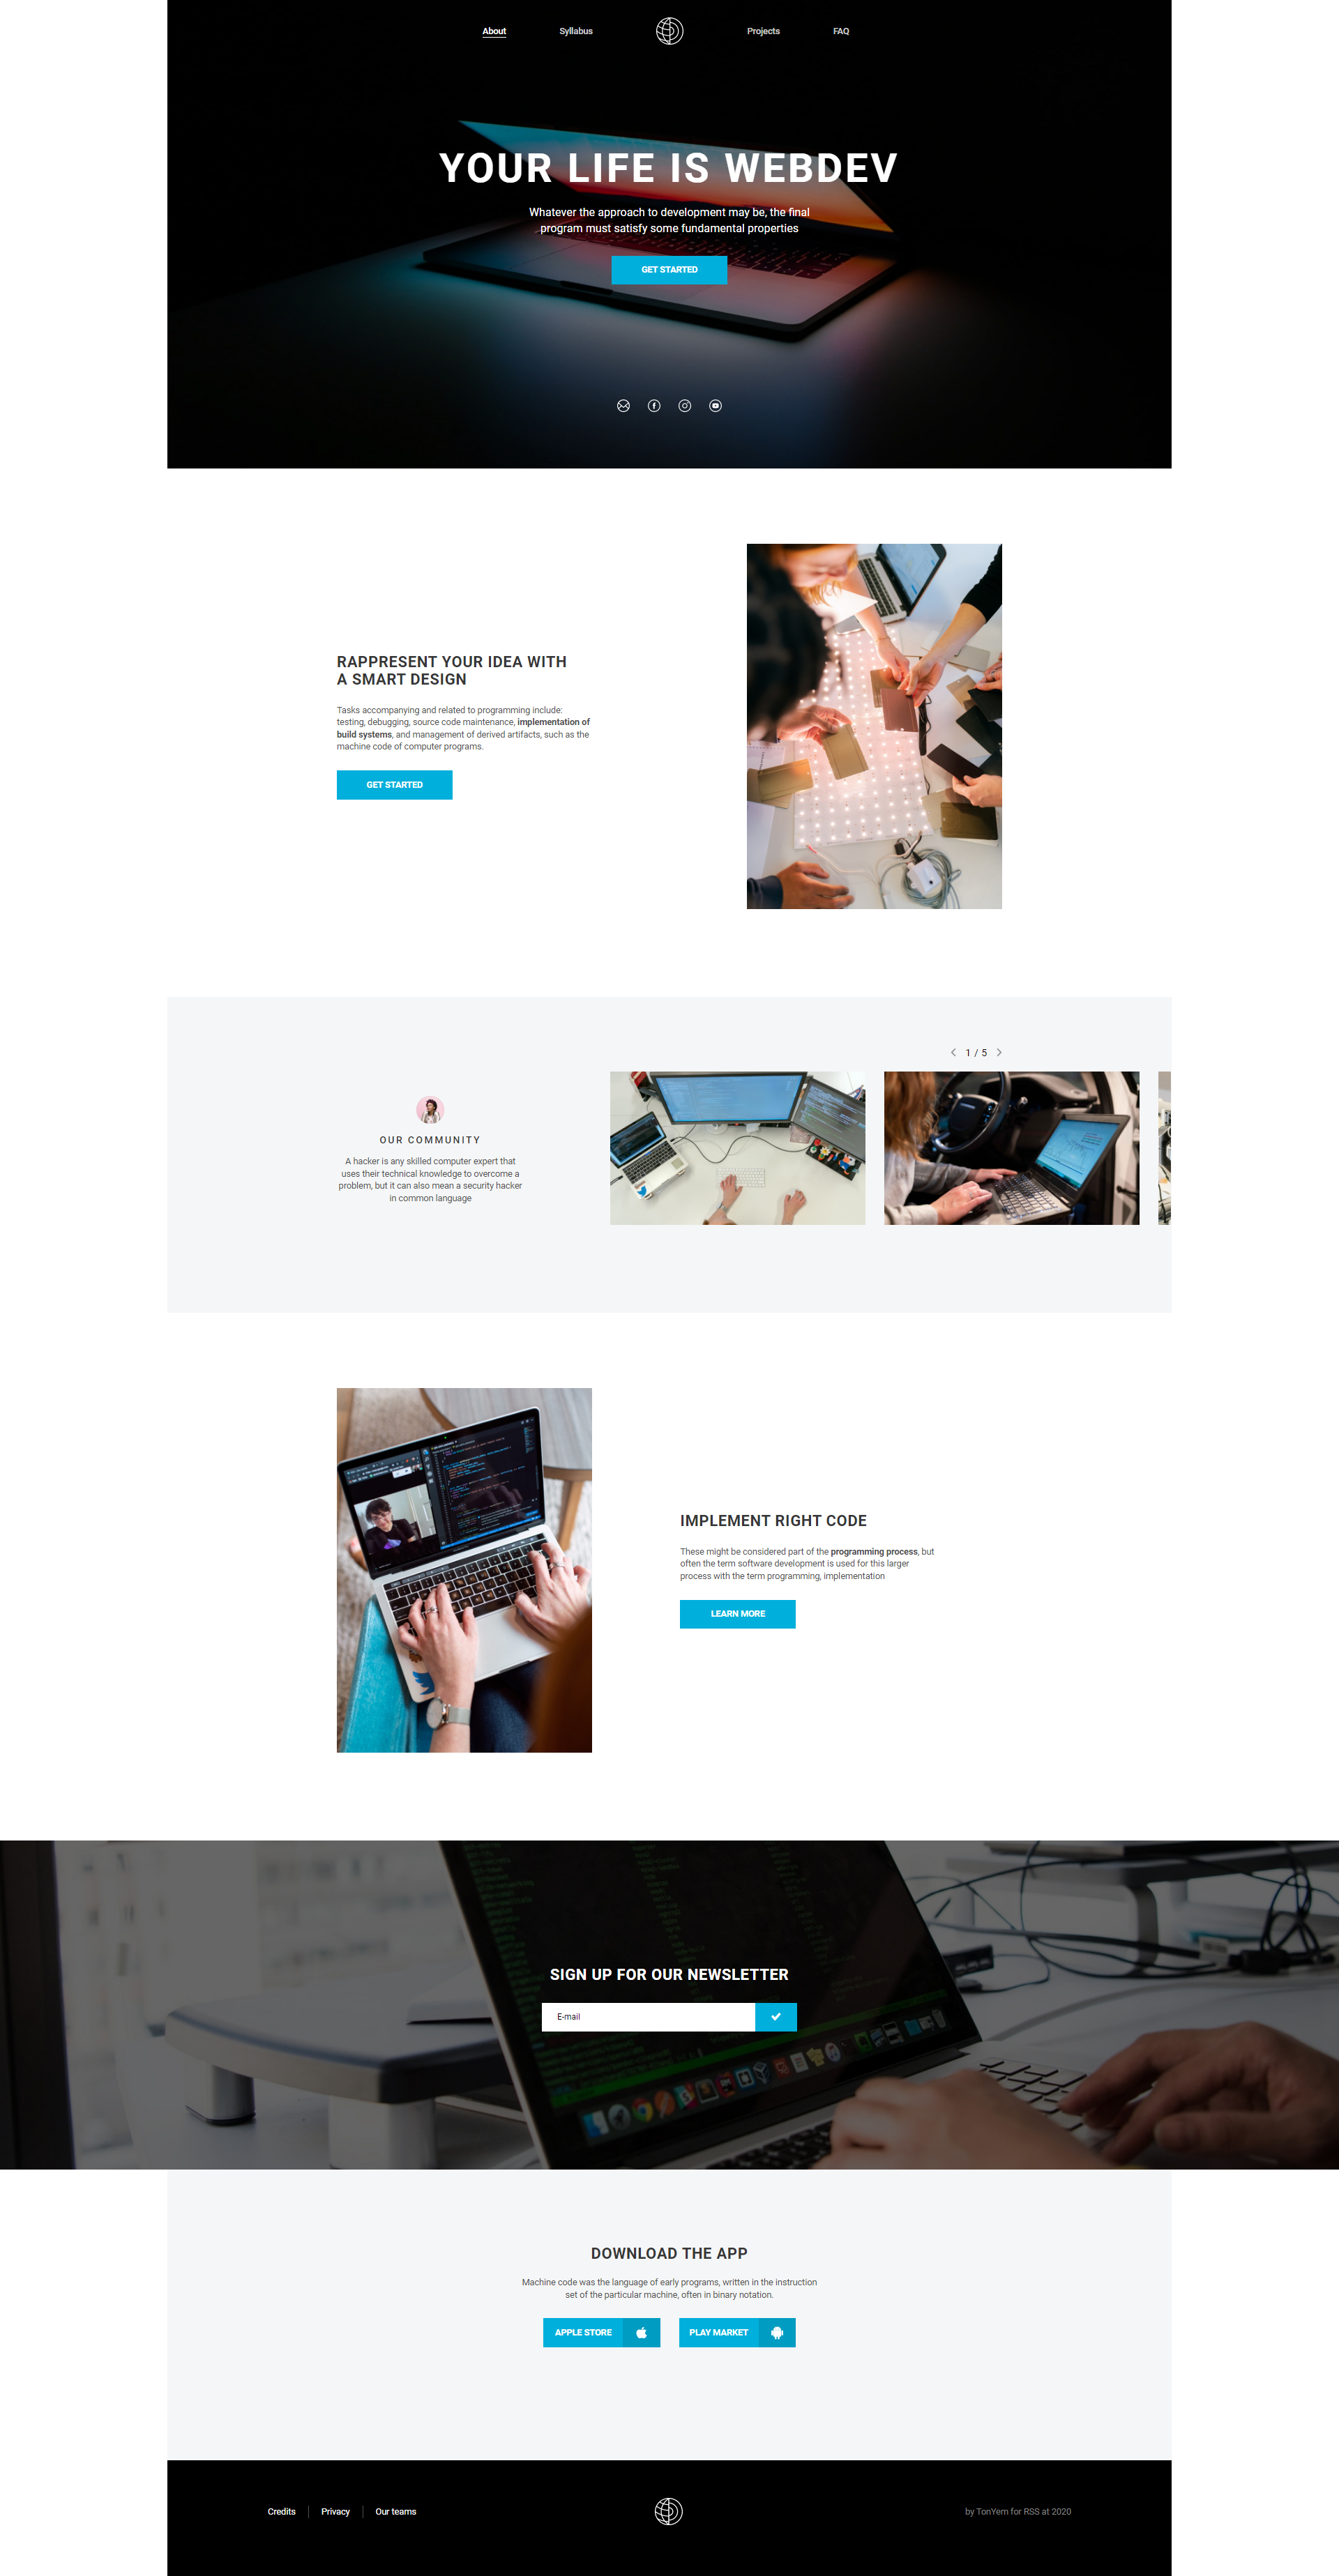 About
Syllabus
Projects
FAQ
YOUR LIFE IS WEBDEV
Whatever the approach to development may be, the final
program must satisfy some fundamental properties
GET STARTED
RAPPRESENT YOUR IDEA WITH
A SMART DESIGN
Tasks accompanying and related to programming include:
testing, debugging, source code maintenance, implementation of
build systems, and management of derived artifacts, such as the
machine code of computer programs.
GET STARTED
1 / 5
OUR COMMUNITY
A hacker is any skilled computer expert that
uses their technical knowledge to overcome a
problem, but it can also mean a security hacker
in common language
IMPLEMENT RIGHT CODE
These might be considered part of the programming process, but
often the term software development is used for this larger
process with the term programming, implementation
LEARN MORE
SIGN UP FOR OUR NEWSLETTER
E-mail
DOWNLOAD THE APP
Machine code was the language of early programs, written in the instruction
set of the particular machine, often in binary notation.
APPLE STORE
PLAY MARKET
Credits
Privacy
Our teams
by TonYem for RSS at 2020